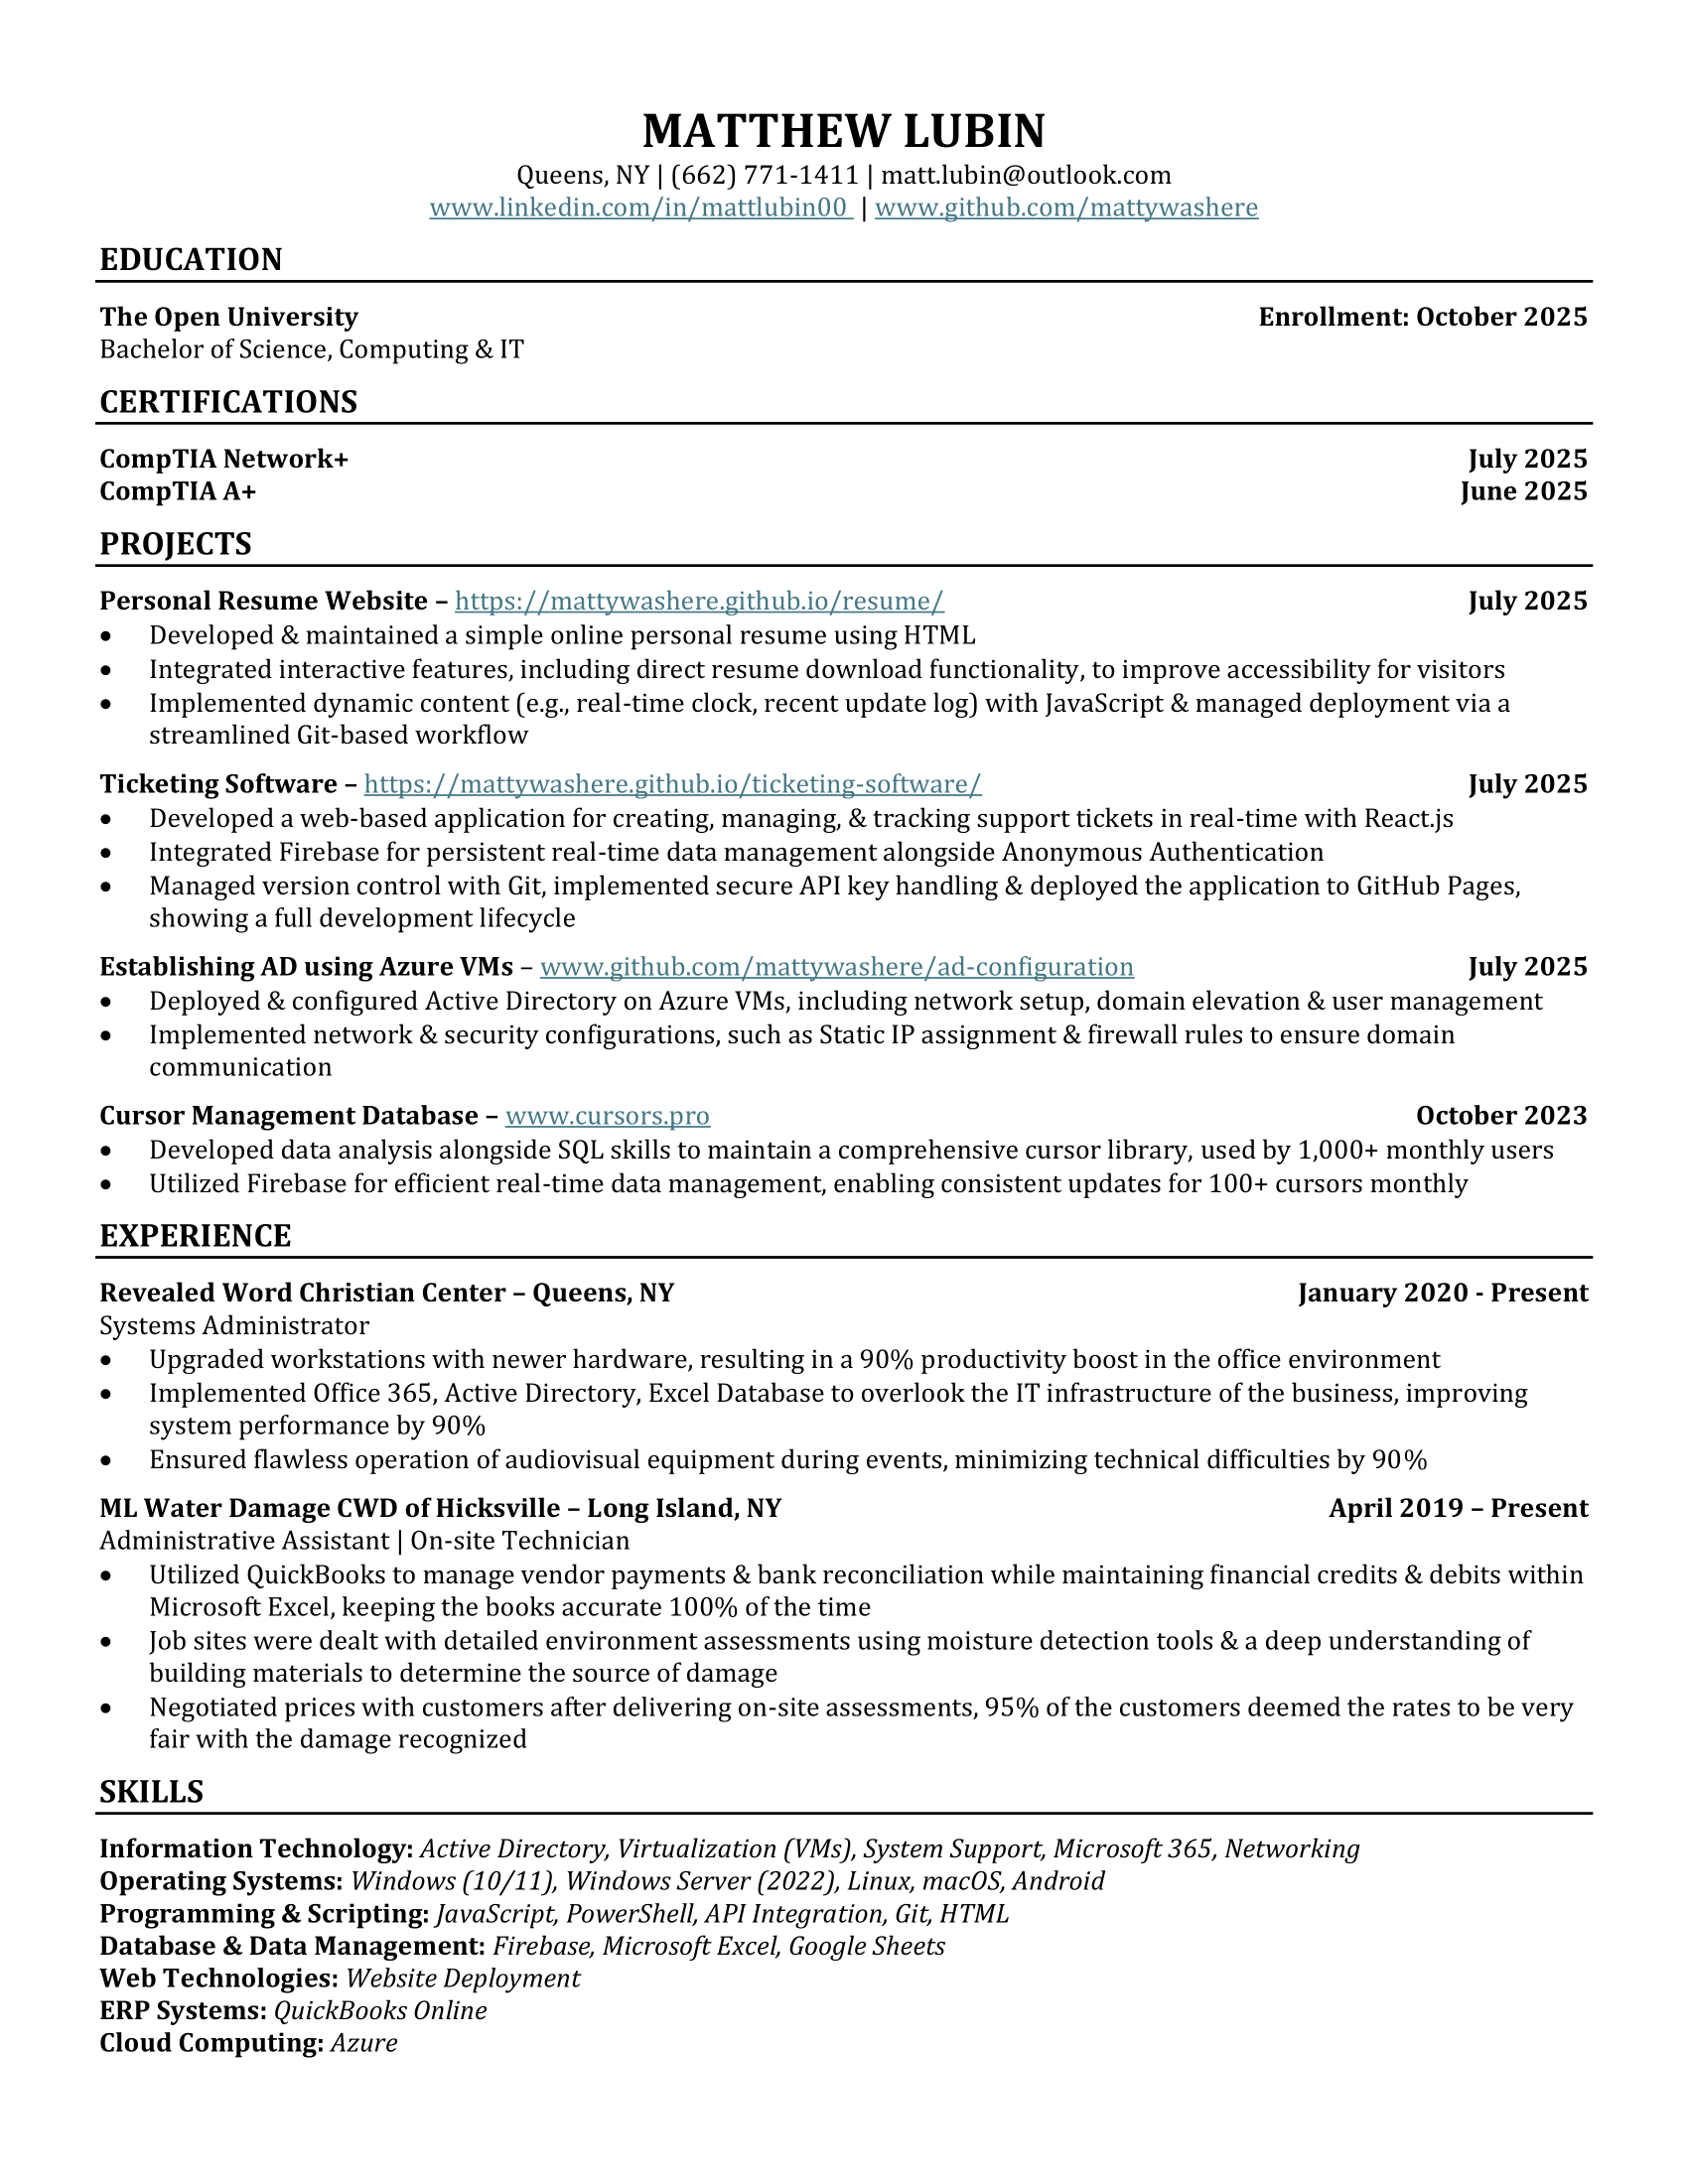 MATTHEW LUBIN
Queens, NY | (662) 771-1411 | matt.lubin@outlook.com
www.linkedin.com/in/mattlubin00 | www.github.com/mattywashere
EDUCATION
The Open University Enrollment: October 2025
Bachelor of Science, Computing & IT
CERTIFICATIONS
CompTIA Network+ July 2025
CompTIA A+ June 2025
PROJECTS
Personal Resume Website – https://mattywashere.github.io/resume/ July 2025
• Developed & maintained a simple online personal resume using HTML
• Integrated interactive features, including direct resume download functionality, to improve accessibility for visitors
• Implemented dynamic content (e.g., real-time clock, recent update log) with JavaScript & managed deployment via a
streamlined Git-based workflow
Ticketing Software – https://mattywashere.github.io/ticketing-software/ July 2025
• Developed a web-based application for creating, managing, & tracking support tickets in real-time with React.js
• Integrated Firebase for persistent real-time data management alongside Anonymous Authentication
• Managed version control with Git, implemented secure API key handling & deployed the application to GitHub Pages,
showing a full development lifecycle
Establishing AD using Azure VMs – www.github.com/mattywashere/ad-configuration July 2025
• Deployed & configured Active Directory on Azure VMs, including network setup, domain elevation & user management
• Implemented network & security configurations, such as Static IP assignment & firewall rules to ensure domain
communication
Cursor Management Database – www.cursors.pro October 2023
• Developed data analysis alongside SQL skills to maintain a comprehensive cursor library, used by 1,000+ monthly users
• Utilized Firebase for efficient real-time data management, enabling consistent updates for 100+ cursors monthly
EXPERIENCE
Revealed Word Christian Center – Queens, NY January 2020 - Present
Systems Administrator
• Upgraded workstations with newer hardware, resulting in a 90% productivity boost in the office environment
• Implemented Office 365, Active Directory, Excel Database to overlook the IT infrastructure of the business, improving
system performance by 90%
• Ensured flawless operation of audiovisual equipment during events, minimizing technical difficulties by 90%
ML Water Damage CWD of Hicksville – Long Island, NY April 2019 – Present
Administrative Assistant | On-site Technician
• Utilized QuickBooks to manage vendor payments & bank reconciliation while maintaining financial credits & debits within
Microsoft Excel, keeping the books accurate 100% of the time
• Job sites were dealt with detailed environment assessments using moisture detection tools & a deep understanding of
building materials to determine the source of damage
• Negotiated prices with customers after delivering on-site assessments, 95% of the customers deemed the rates to be very
fair with the damage recognized
SKILLS
Information Technology: Active Directory, Virtualization (VMs), System Support, Microsoft 365, Networking
Operating Systems: Windows (10/11), Windows Server (2022), Linux, macOS, Android
Programming & Scripting: JavaScript, PowerShell, API Integration, Git, HTML
Database & Data Management: Firebase, Microsoft Excel, Google Sheets
Web Technologies: Website Deployment
ERP Systems: QuickBooks Online
Cloud Computing: Azure